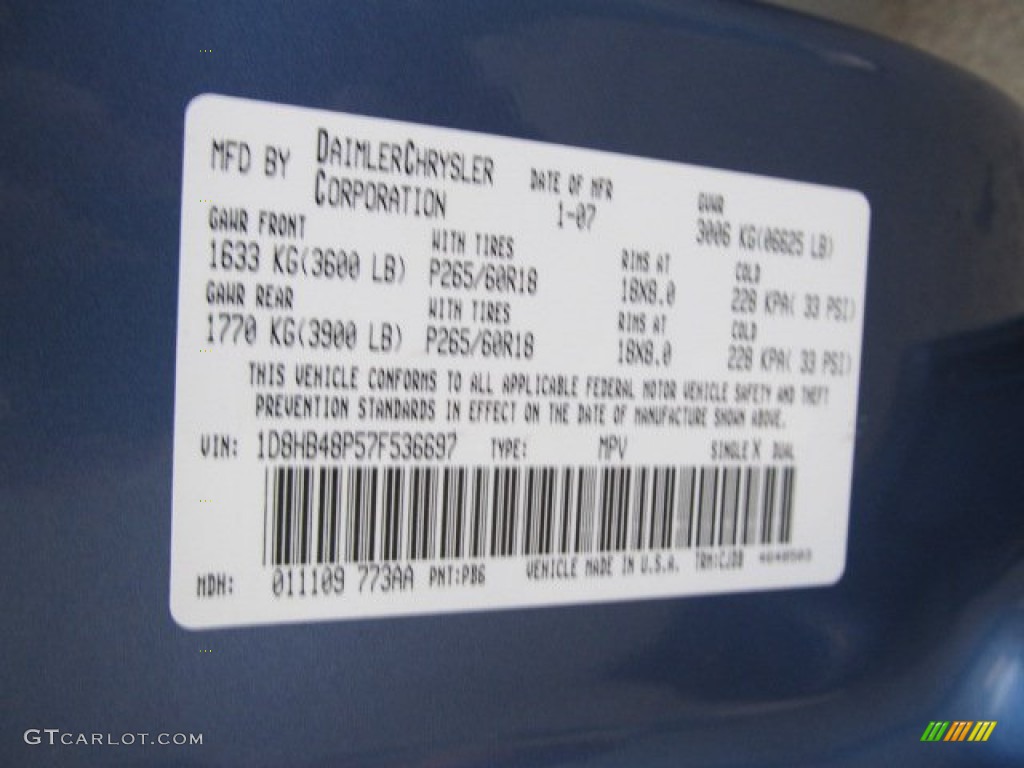 MFD BY DAIMLERCHRYSLER CORPORATION DATE OF MFR 1-07 GVWR 3006 KG(06625 LB)
GAWR FRONT WITH TIRES RIMS AT COLD
1633 KG(3600 LB) P265/60R18 18X8.0 228 KPA( 33 PSI)
GAWR REAR WITH TIRES RIMS AT COLD
1770 KG(3900 LB) P265/60R18 18X8.0 228 KPA( 33 PSI)
THIS VEHICLE CONFORMS TO ALL APPLICABLE FEDERAL MOTOR VEHICLE SAFETY AND THEFT
PREVENTION STANDARDS IN EFFECT ON THE DATE OF MANUFACTURE SHOWN ABOVE.
VIN: 1D8HB48P57F536697 TYPE: MPV SINGLE X DUAL
MDH: 011109 773AA PNT:PB6 VEHICLE MADE IN U.S.A. TRM:CJDB
GTCARLOT.COM